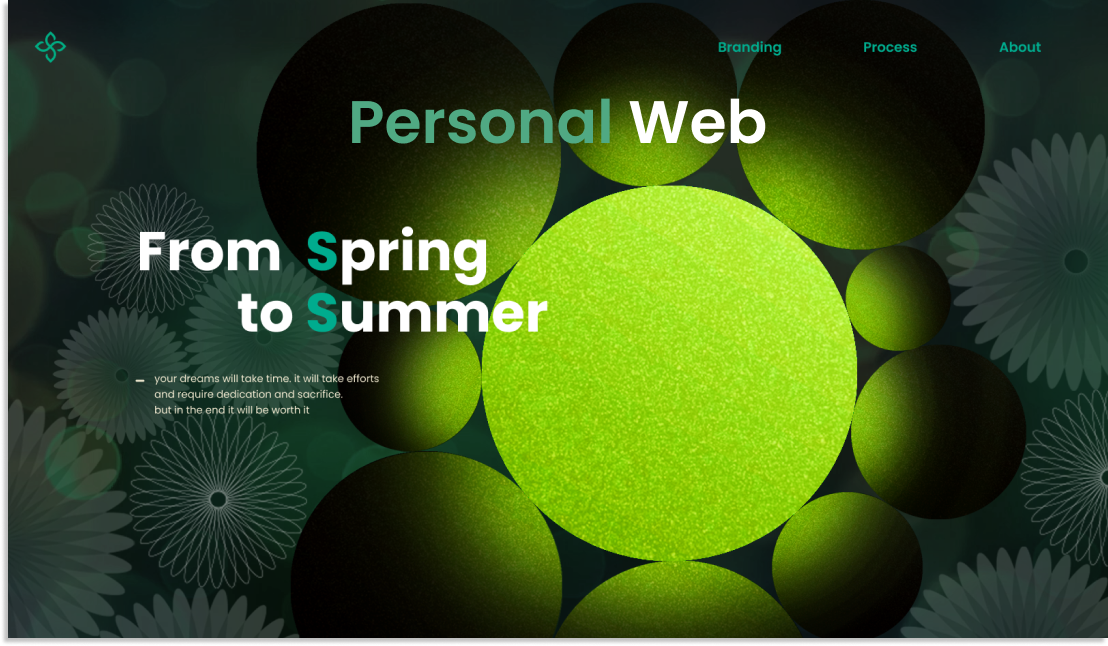 Branding Process About
Personal Web
From Spring
to Summer
– your dreams will take time. it will take efforts
and require dedication and sacrifice.
but in the end it will be worth it